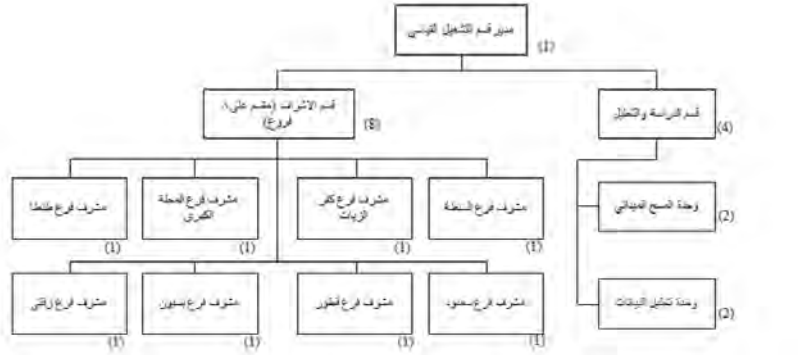 مدير قسم التشغيل القياسي
(1)
قسم الدراسة والتحليل
(4)
قسم الاشراف (مقسم على ٨
فروع)
(8)
مشرف فرع السنطة
(1)
مشرف فرع كفر
الزيات
(1)
مشرف فرع المحلة
الكبرى
(1)
مشرف فرع طنطا
(1)
وحدة المسح الميداني
(2)
مشرف فرع سمنود
(1)
مشرف فرع قطور
(1)
مشرف فرع بسيون
(1)
مشرف فرع زفتى
(1)
وحدة تحليل البيانات
(2)